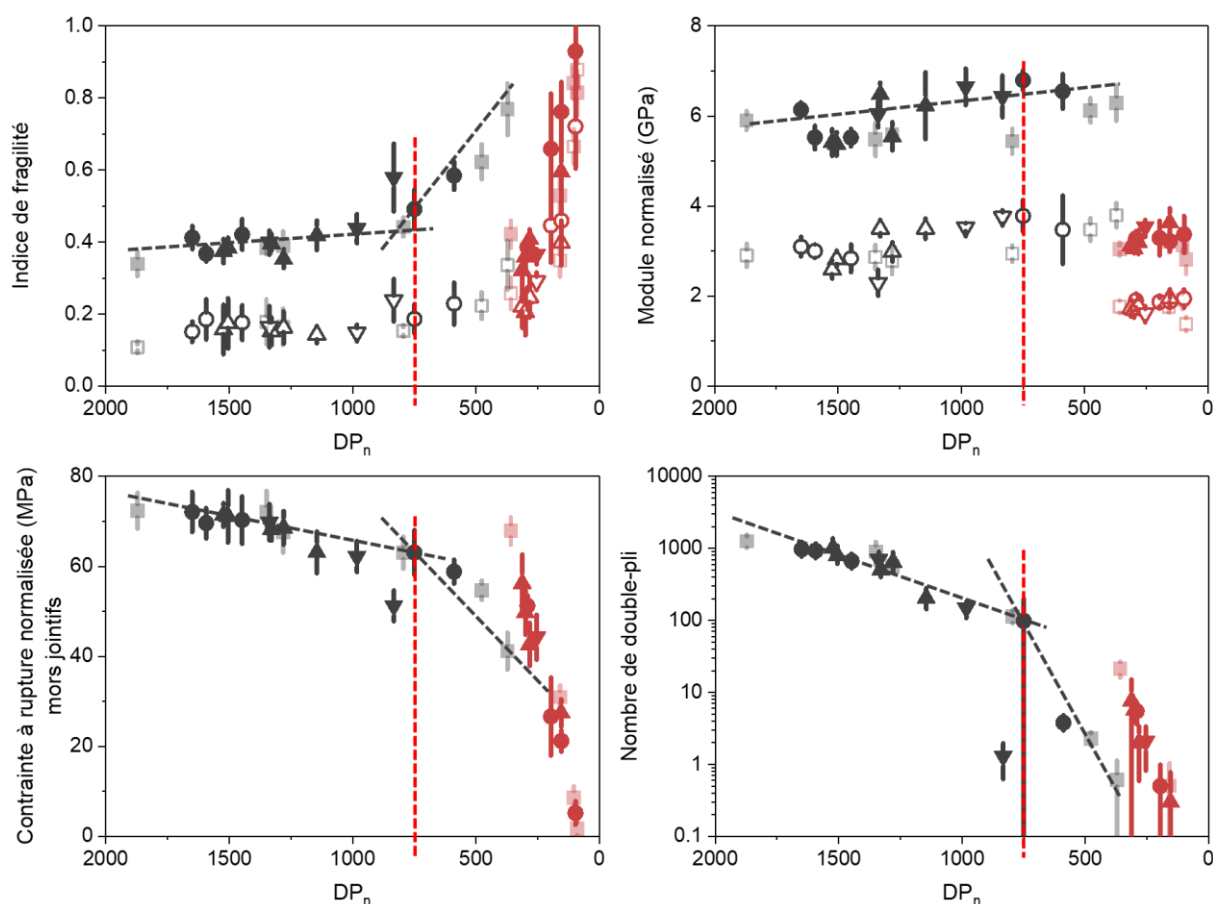 Indice de fragilité
1.0
0.8
0.6
0.4
0.2
0.0
2000 1500 1000 500 0
DPn
Module normalisé (GPa)
8
6
4
2
0
2000 1500 1000 500 0
DPn
Contrainte à rupture normalisée (MPa)
mors jointifs
80
60
40
20
0
2000 1500 1000 500 0
DPn
Nombre de double-pli
10000
1000
100
10
1
0.1
2000 1500 1000 500 0
DPn